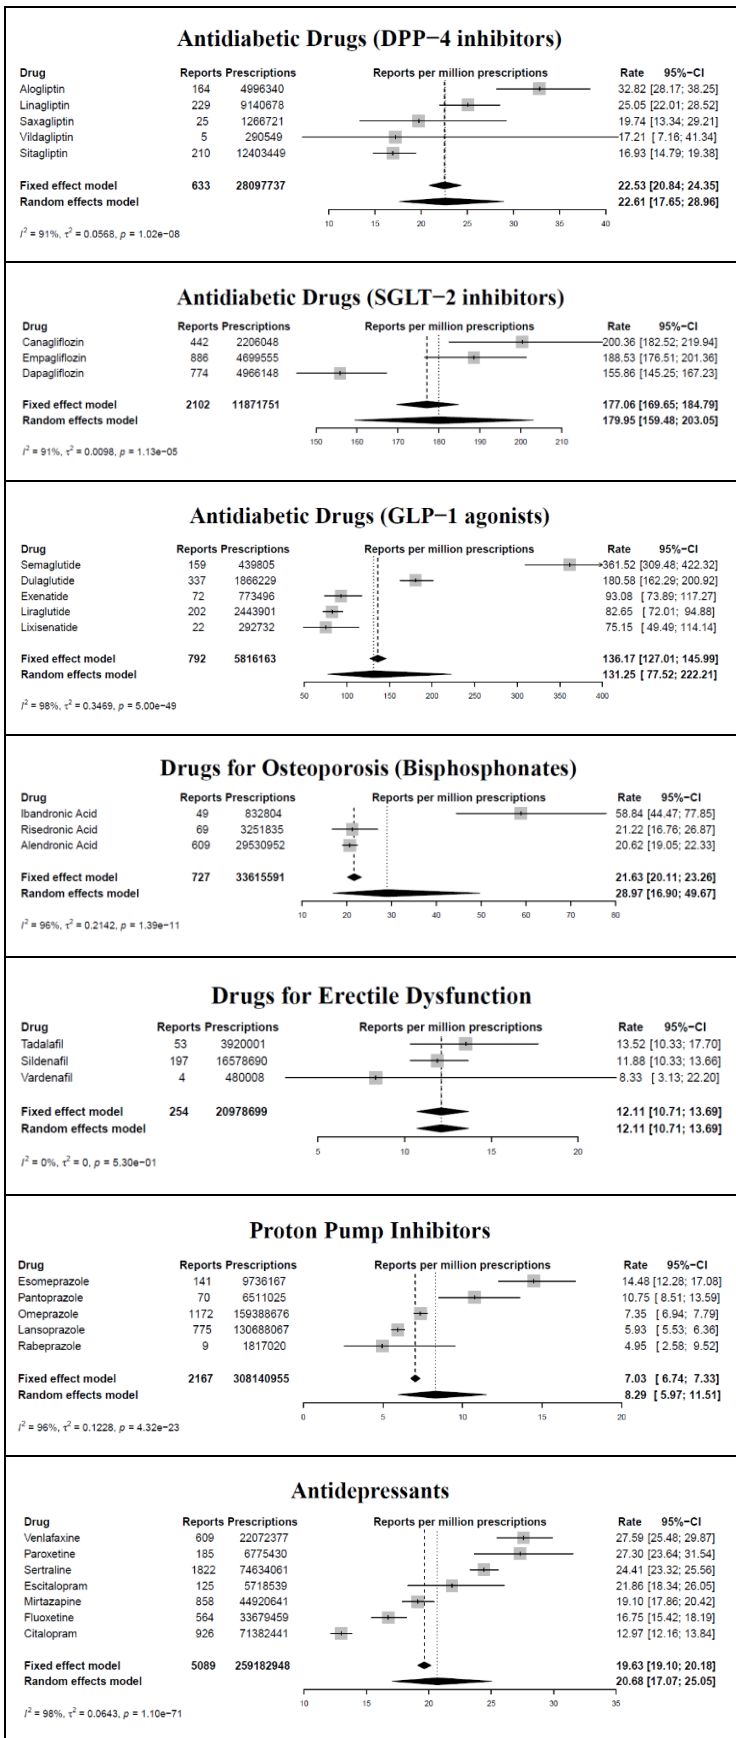 Antidiabetic Drugs (DPP−4 inhibitors)
Drug Reports Prescriptions Reports per million prescriptions Rate 95%−CI
Alogliptin 164 4996340 32.82 [28.17; 38.25]
Linagliptin 229 9140678 25.05 [22.01; 28.52]
Saxagliptin 25 1266721 19.74 [13.34; 29.21]
Vildagliptin 5 290549 17.21 [ 7.16; 41.34]
Sitagliptin 210 12403449 16.93 [14.79; 19.38]
Fixed effect model 633 28097737 22.53 [20.84; 24.35]
Random effects model 22.61 [17.65; 28.96]
10 15 20 25 30 35 40
I² = 91%, τ² = 0.0568, p = 1.02e−08
Antidiabetic Drugs (SGLT−2 inhibitors)
Drug Reports Prescriptions Reports per million prescriptions Rate 95%−CI
Canagliflozin 442 2206048 200.36 [182.52; 219.94]
Empagliflozin 886 4699555 188.53 [176.51; 201.36]
Dapagliflozin 774 4966148 155.86 [145.25; 167.23]
Fixed effect model 2102 11871751 177.06 [169.65; 184.79]
Random effects model 179.95 [159.48; 203.05]
150 160 170 180 190 200 210
I² = 91%, τ² = 0.0098, p = 1.13e−05
Antidiabetic Drugs (GLP−1 agonists)
Drug Reports Prescriptions Reports per million prescriptions Rate 95%−CI
Semaglutide 159 439805 361.52 [309.48; 422.32]
Dulaglutide 337 1866229 180.58 [162.29; 200.92]
Exenatide 72 773496 93.08 [ 73.89; 117.27]
Liraglutide 202 2443901 82.65 [ 72.01; 94.88]
Lixisenatide 22 292732 75.15 [ 49.49; 114.14]
Fixed effect model 792 5816163 136.17 [127.01; 145.99]
Random effects model 131.25 [ 77.52; 222.21]
50 100 150 200 250 300 350 400
I² = 98%, τ² = 0.3469, p = 5.00e−49
Drugs for Osteoporosis (Bisphosphonates)
Drug Reports Prescriptions Reports per million prescriptions Rate 95%−CI
Ibandronic Acid 49 832804 58.84 [44.47; 77.85]
Risedronic Acid 69 3251835 21.22 [16.76; 26.87]
Alendronic Acid 609 29530952 20.62 [19.05; 22.33]
Fixed effect model 727 33615591 21.63 [20.11; 23.26]
Random effects model 28.97 [16.90; 49.67]
10 20 30 40 50 60 70 80
I² = 96%, τ² = 0.2142, p = 1.39e−11
Drugs for Erectile Dysfunction
Drug Reports Prescriptions Reports per million prescriptions Rate 95%−CI
Tadalafil 53 3920001 13.52 [10.33; 17.70]
Sildenafil 197 16578690 11.88 [10.33; 13.66]
Vardenafil 4 480008 8.33 [ 3.13; 22.20]
Fixed effect model 254 20978699 12.11 [10.71; 13.69]
Random effects model 12.11 [10.71; 13.69]
5 10 15 20
I² = 0%, τ² = 0, p = 5.30e−01
Proton Pump Inhibitors
Drug Reports Prescriptions Reports per million prescriptions Rate 95%−CI
Esomeprazole 141 9736167 14.48 [12.28; 17.08]
Pantoprazole 70 6511025 10.75 [ 8.51; 13.59]
Omeprazole 1172 159388676 7.35 [ 6.94; 7.79]
Lansoprazole 775 130688067 5.93 [ 5.53; 6.36]
Rabeprazole 9 1817020 4.95 [ 2.58; 9.52]
Fixed effect model 2167 308140955 7.03 [ 6.74; 7.33]
Random effects model 8.29 [ 5.97; 11.51]
0 5 10 15 20
I² = 96%, τ² = 0.1228, p = 4.32e−23
Antidepressants
Drug Reports Prescriptions Reports per million prescriptions Rate 95%−CI
Venlafaxine 609 22072377 27.59 [25.48; 29.87]
Paroxetine 185 6775430 27.30 [23.64; 31.54]
Sertraline 1822 74634061 24.41 [23.32; 25.56]
Escitalopram 125 5718539 21.86 [18.34; 26.05]
Mirtazapine 858 44920641 19.10 [17.86; 20.42]
Fluoxetine 564 33679459 16.75 [15.42; 18.19]
Citalopram 926 71382441 12.97 [12.16; 13.84]
Fixed effect model 5089 259182948 19.63 [19.10; 20.18]
Random effects model 20.68 [17.07; 25.05]
10 15 20 25 30 35
I² = 98%, τ² = 0.0643, p = 1.10e−71